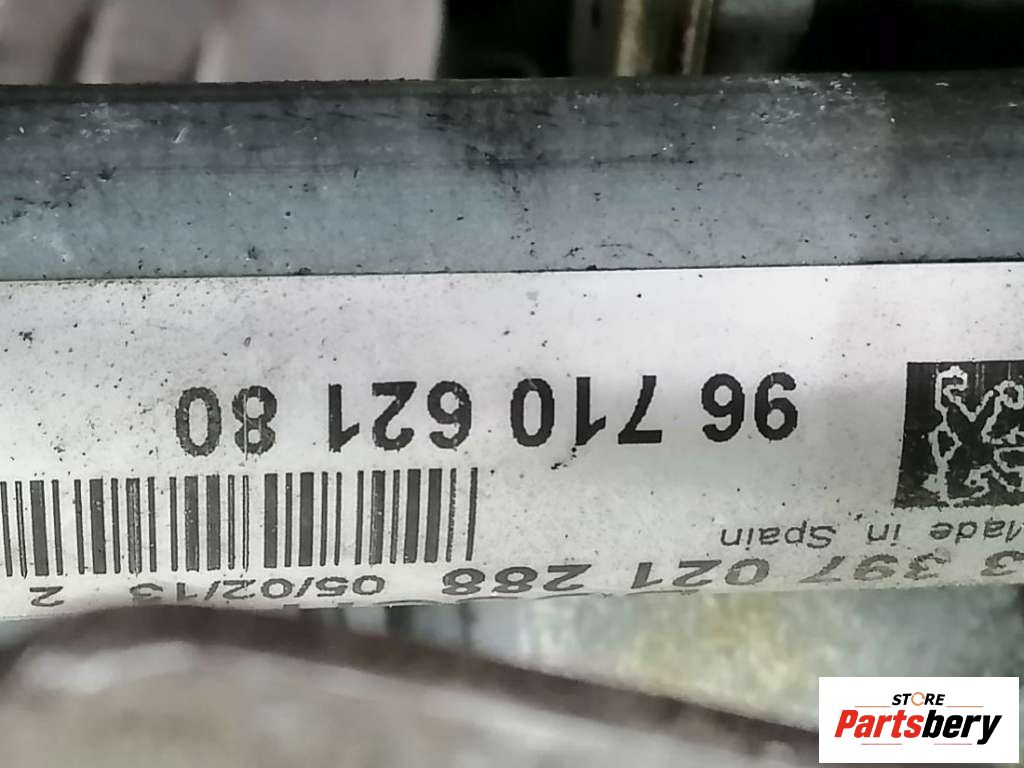 3 397 021 288 05/02/13 2
Made in Spain
96 710 621 80
STORE
Partsbery